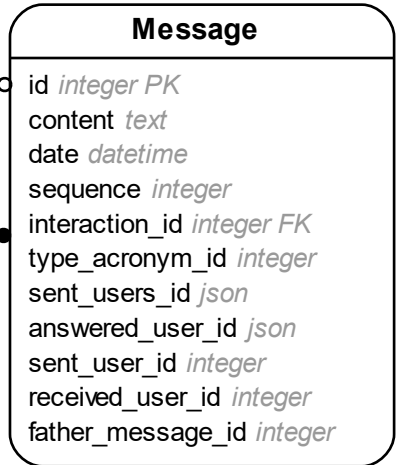 Message
id integer PK
content text
date datetime
sequence integer
interaction_id integer FK
type_acronym_id integer
sent_users_id json
answered_user_id json
sent_user_id integer
received_user_id integer
father_message_id integer